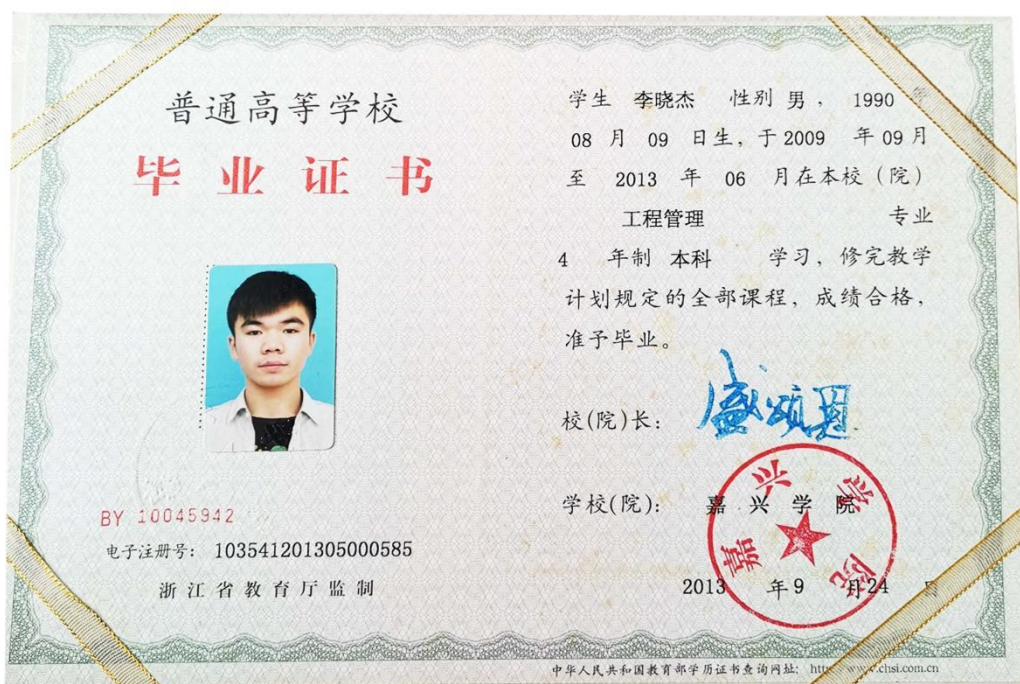 普通高等学校
毕业证书
BY 10045942
电子注册号： 103541201305000585
浙江省教育厅监制
学生 李晓杰 性别 男， 1990
08 月 09 日生，于 2009 年 09 月
至 2013 年 06 月在本校（院）
工程管理 专业
4 年制 本科 学习，修完教学
计划规定的全部课程，成绩合格，
准予毕业。
校(院)长：
学校(院)： 嘉兴学院
嘉兴学院
2013 年 9 月 24 日
中华人民共和国教育部学历证书查询网址： http://www.chsi.com.cn